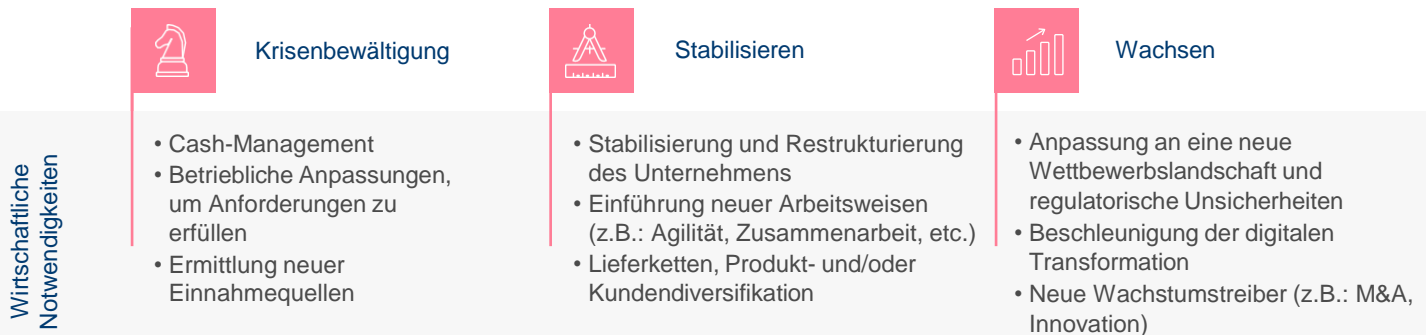 Krisenbewältigung
Stabilisieren
Wachsen
Wirtschaftliche
Notwendigkeiten
• Cash-Management
• Betriebliche Anpassungen,
um Anforderungen zu
erfüllen
• Ermittlung neuer
Einnahmequellen
• Stabilisierung und Restrukturierung
des Unternehmens
• Einführung neuer Arbeitsweisen
(z.B.: Agilität, Zusammenarbeit, etc.)
• Lieferketten, Produkt- und/oder
Kundendiversifikation
• Anpassung an eine neue
Wettbewerbslandschaft und
regulatorische Unsicherheiten
• Beschleunigung der digitalen
Transformation
• Neue Wachstumstreiber (z.B.: M&A,
Innovation)